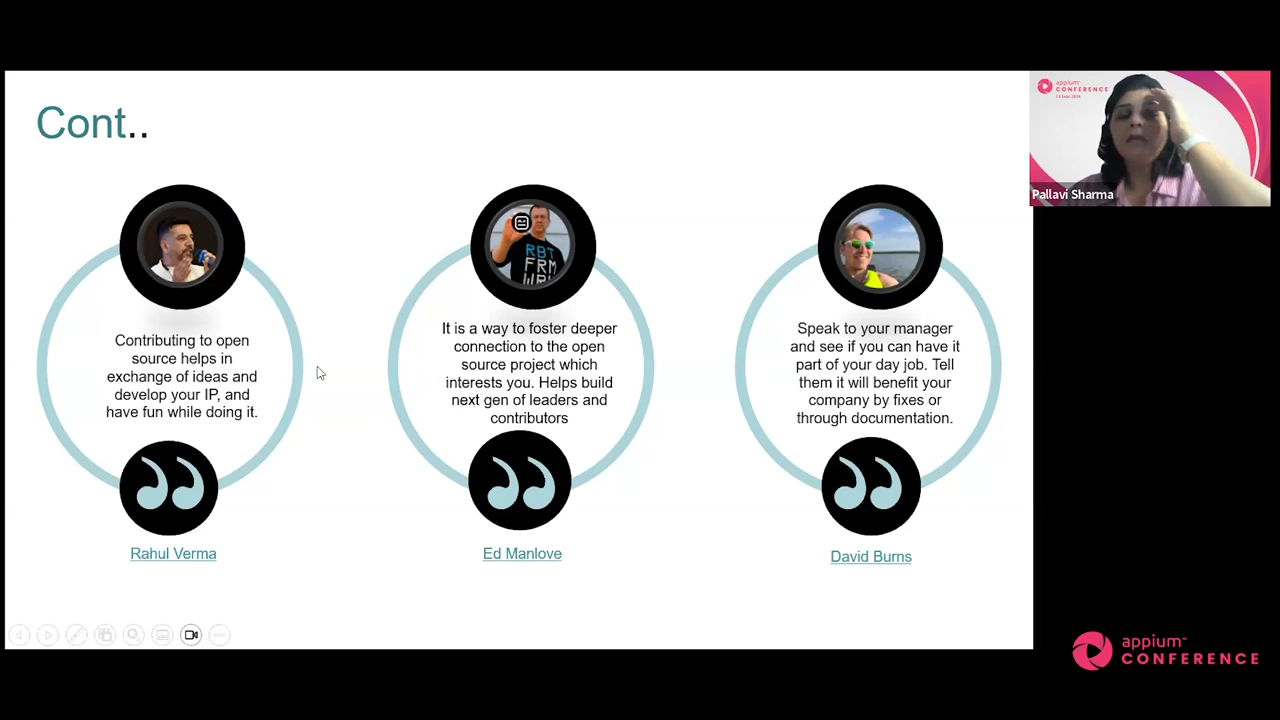 Cont..
Contributing to open
source helps in
exchange of ideas and
develop your IP, and
have fun while doing it.
Rahul Verma
RBT
FRM
It is a way to foster deeper
connection to the open
source project which
interests you. Helps build
next gen of leaders and
contributors
Ed Manlove
Speak to your manager
and see if you can have it
part of your day job. Tell
them it will benefit your
company by fixes or
through documentation.
David Burns
appium
CONFERENCE
Pallavi Sharma
appium
CONFERENCE